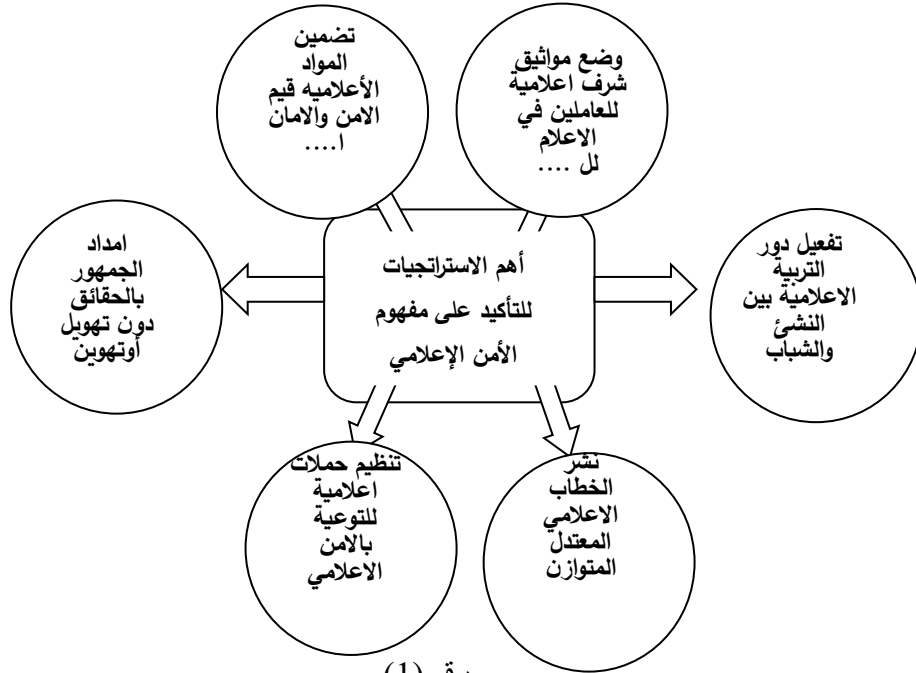 وضع مواثيق
شرف اعلامية
للعاملين في
الاعلام
لل ....
تضمين
المواد
الأعلاميه قيم
الامن والامان
ا....
تفعيل دور
التربية
الاعلامية بين
النشئ
والشباب
أهم الاستراتجيات
للتأكيد على مفهوم
الأمن الإعلامي
امداد
الجمهور
بالحقائق
دون تهويل
أوتهوين
نشر
الخطاب
الاعلامي
المعتدل
المتوازن
تنظيم حملات
اعلامية
للتوعية
بالامن
الاعلامي
(1)